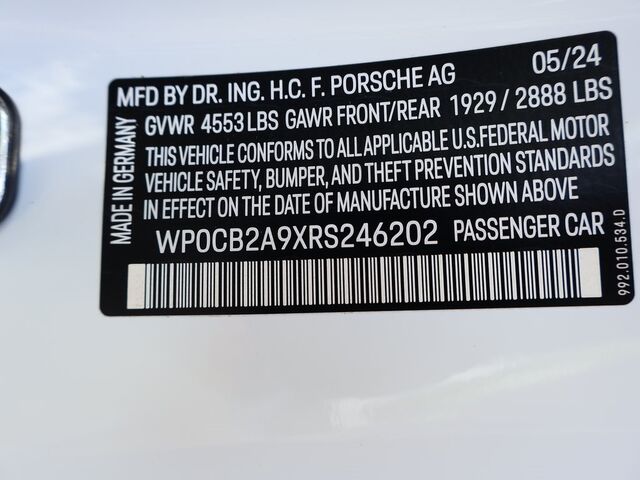 MFD BY DR. ING. H.C. F. PORSCHE AG 05/24
GVWR 4553 LBS GAWR FRONT/REAR 1929 / 2888 LBS
THIS VEHICLE CONFORMS TO ALL APPLICABLE U.S. FEDERAL MOTOR
VEHICLE SAFETY, BUMPER, AND THEFT PREVENTION STANDARDS
IN EFFECT ON THE DATE OF MANUFACTURE SHOWN ABOVE
WP0CB2A9XRS246202 PASSENGER CAR
MADE IN GERMANY
992.010.534.D